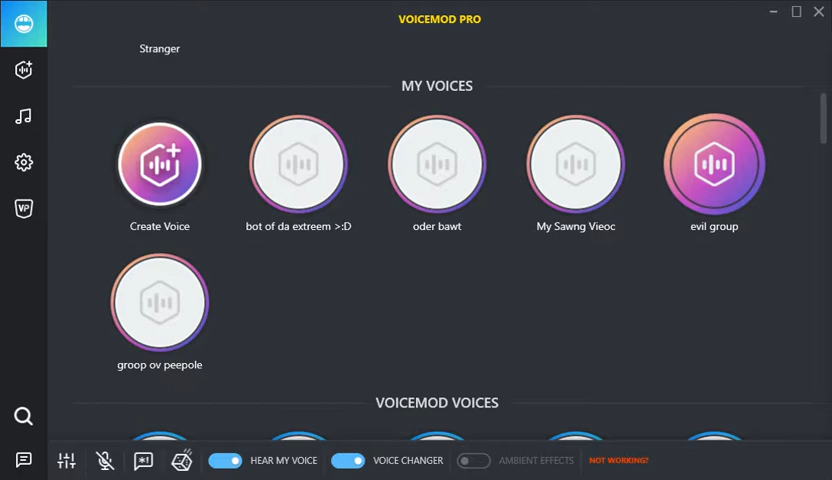 VOICEMOD PRO
Stranger
MY VOICES
Create Voice
bot of da extreem >:D
oder bawt
My Sawng Vieoc
evil group
groop ov peepole
VOICEMOD VOICES
VP
*!
HEAR MY VOICE
VOICE CHANGER
AMBIENT EFFECTS
NOT WORKING?